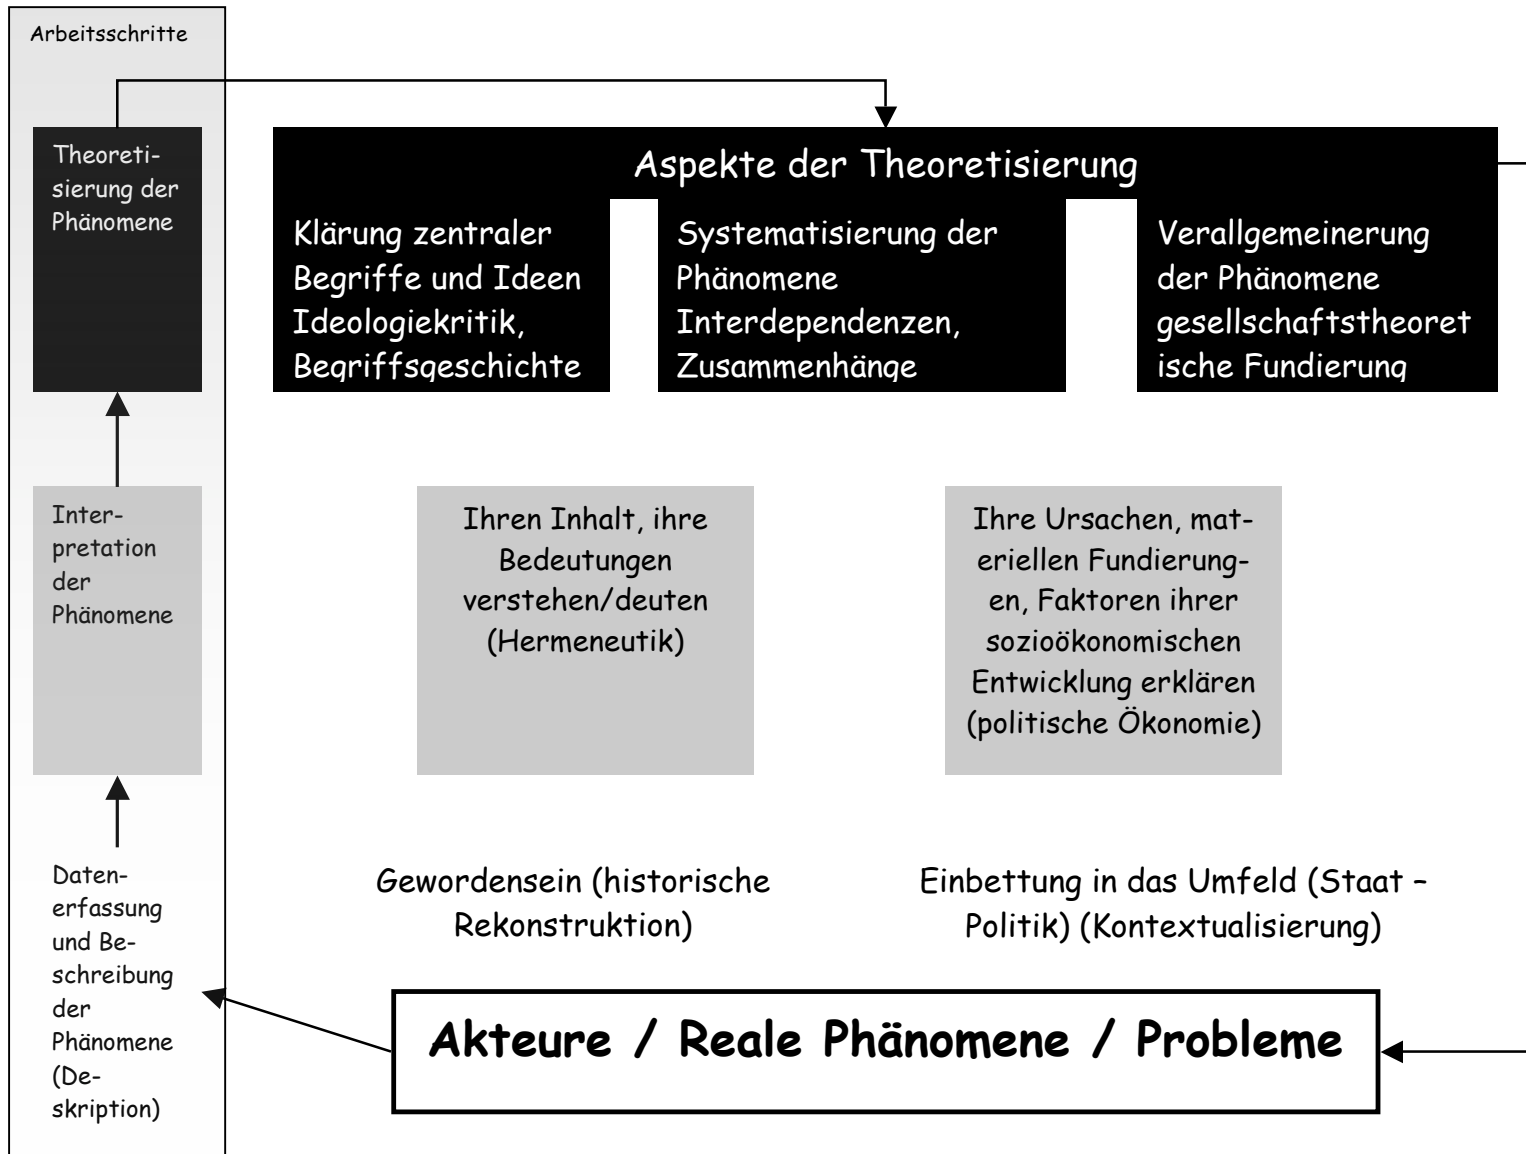 Arbeitsschritte
Theoreti-
sierung der
Phänomene
Aspekte der Theoretisierung
Klärung zentraler
Begriffe und Ideen
Ideologiekritik,
Begriffsgeschichte
Systematisierung der
Phänomene
Interdependenzen,
Zusammenhänge
Verallgemeinerung
der Phänomene
gesellschaftstheoret
ische Fundierung
Inter-
pretation
der
Phänomene
Ihren Inhalt, ihre
Bedeutungen
verstehen/deuten
(Hermeneutik)
Ihre Ursachen, mat-
eriellen Fundierung-
en, Faktoren ihrer
sozioökonomischen
Entwicklung erklären
(politische Ökonomie)
Daten-
erfassung
und Be-
schreibung
der
Phänomene
(De-
skription)
Gewordensein (historische
Rekonstruktion)
Einbettung in das Umfeld (Staat –
Politik) (Kontextualisierung)
Akteure / Reale Phänomene / Probleme